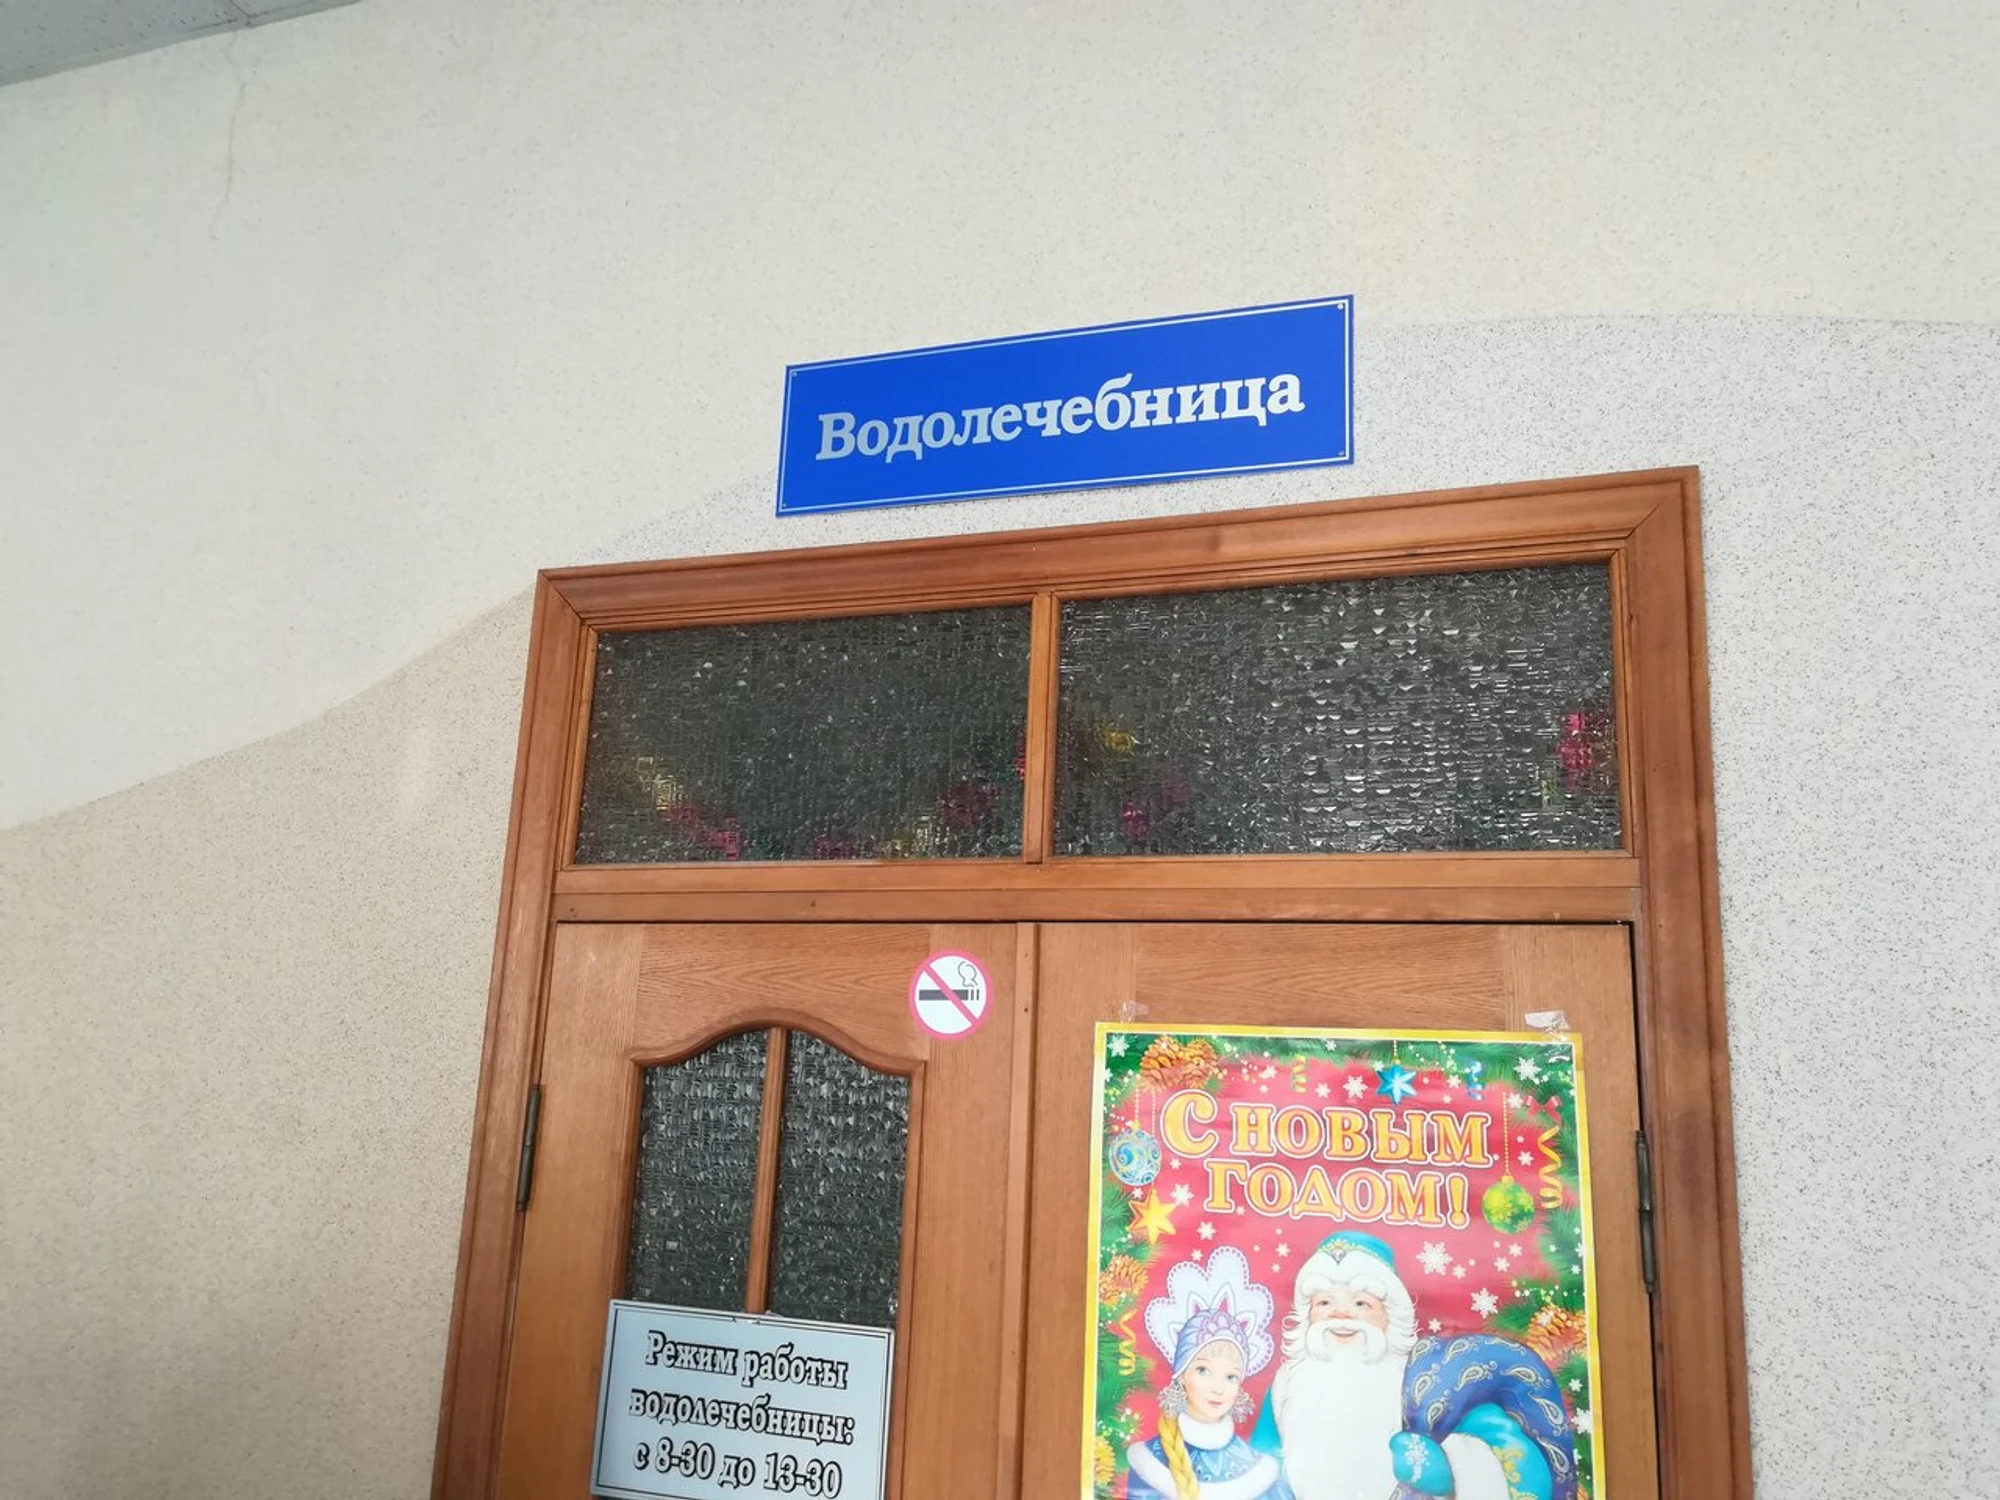 Водолечебница
С НОВЫМ
ГОДОМ!
Режим работы
водолечебницы:
с 8-30 до 13-30